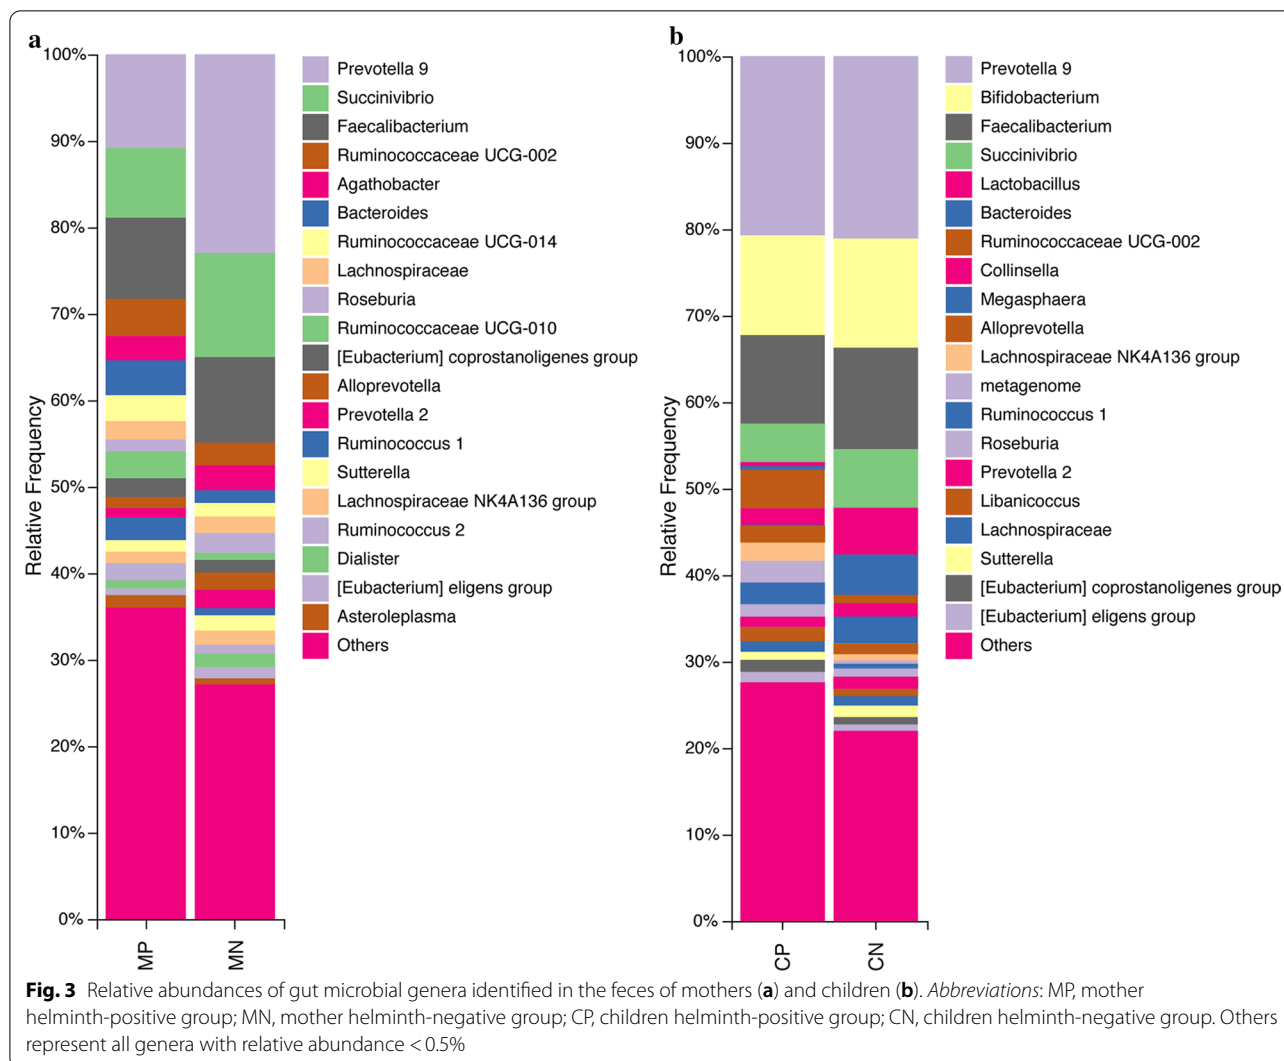 a
100%
90%
80%
70%
60%
50%
40%
30%
20%
10%
0%
Relative Frequency
MP
MN
Prevotella 9
Succinivibrio
Faecalibacterium
Ruminococcaceae UCG-002
Agathobacter
Bacteroides
Ruminococcaceae UCG-014
Lachnospiraceae
Roseburia
Ruminococcaceae UCG-010
[Eubacterium] coprostanoligenes group
Alloprevotella
Prevotella 2
Ruminococcus 1
Sutterella
Lachnospiraceae NK4A136 group
Ruminococcus 2
Dialister
[Eubacterium] eligens group
Asteroleplasma
Others
b
100%
90%
80%
70%
60%
50%
40%
30%
20%
10%
0%
Relative Frequency
CP
CN
Prevotella 9
Bifidobacterium
Faecalibacterium
Succinivibrio
Lactobacillus
Bacteroides
Ruminococcaceae UCG-002
Collinsella
Megasphaera
Alloprevotella
Lachnospiraceae NK4A136 group
metagenome
Ruminococcus 1
Roseburia
Prevotella 2
Libanicoccus
Lachnospiraceae
Sutterella
[Eubacterium] coprostanoligenes group
[Eubacterium] eligens group
Others
Fig. 3 Relative abundances of gut microbial genera identified in the feces of mothers (a) and children (b). Abbreviations: MP, mother
helminth-positive group; MN, mother helminth-negative group; CP, children helminth-positive group; CN, children helminth-negative group. Others
represent all genera with relative abundance < 0.5%